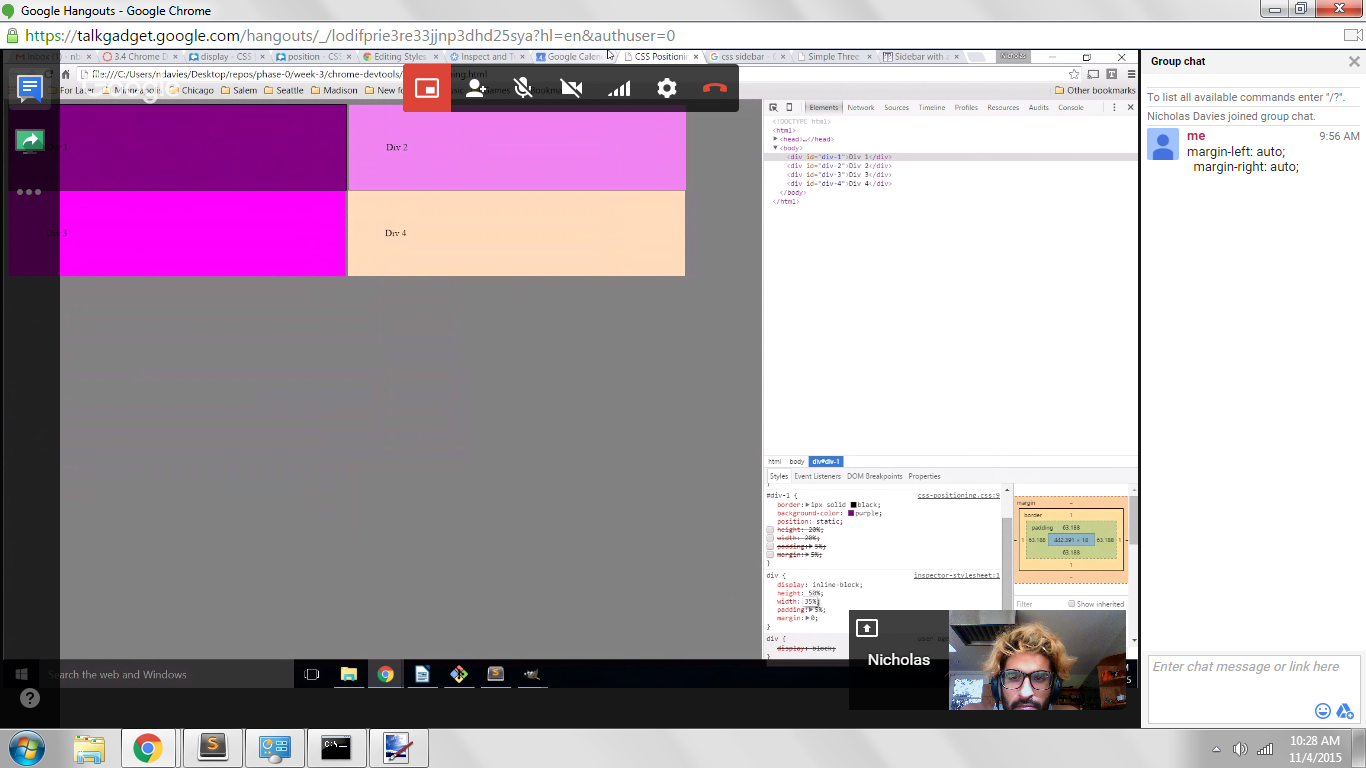 Google Hangouts - Google Chrome
https://talkgadget.google.com/hangouts/_/lodifprie3re33jjnp3dhd25sya?hl=en&authuser=0
3.4 Chrome D
display - CSS
position - CSS
Editing Styles
Inspect and T
Google Calen
CSS Positionin
css sidebar
Simple Three
Sidebar with a
Nicholas
file:///C:/Users/ndavies/Desktop/repos/phase-0/week-3/chrome-devtools/
For Later
Minneapolis
Chicago
Salem
Seattle
Madison
Other bookmarks
Div 2
Div 3
Div 4
Elements Network Sources Timeline Profiles Resources Audits Console
<!DOCTYPE html>
<html>
<head>…</head>
<body>
<div id="div-1">Div 1</div>
<div id="div-2">Div 2</div>
<div id="div-3">Div 3</div>
<div id="div-4">Div 4</div>
</body>
</html>
html body div#div-1
Styles Event Listeners DOM Breakpoints Properties
#div-1 { css-positioning.css:9
border: 1px solid black;
background-color: purple;
position: static;
height: 20%;
width: 20%;
padding: 5%;
margin: 5%;
}
div { inspector-stylesheet:1
display: inline-block;
height: 50%;
width: 35%;
padding: 5%;
margin: 0;
}
div {
display: block;
margin –
border 1
padding 63.188
1 63.188 442.391 × 18 63.188 1
63.188
1
–
Filter Show inherited
Nicholas
Search the web and Windows
Group chat
To list all available commands enter "/?".
Nicholas Davies joined group chat.
me 9:56 AM
margin-left: auto;
margin-right: auto;
Enter chat message or link here
10:28 AM
11/4/2015